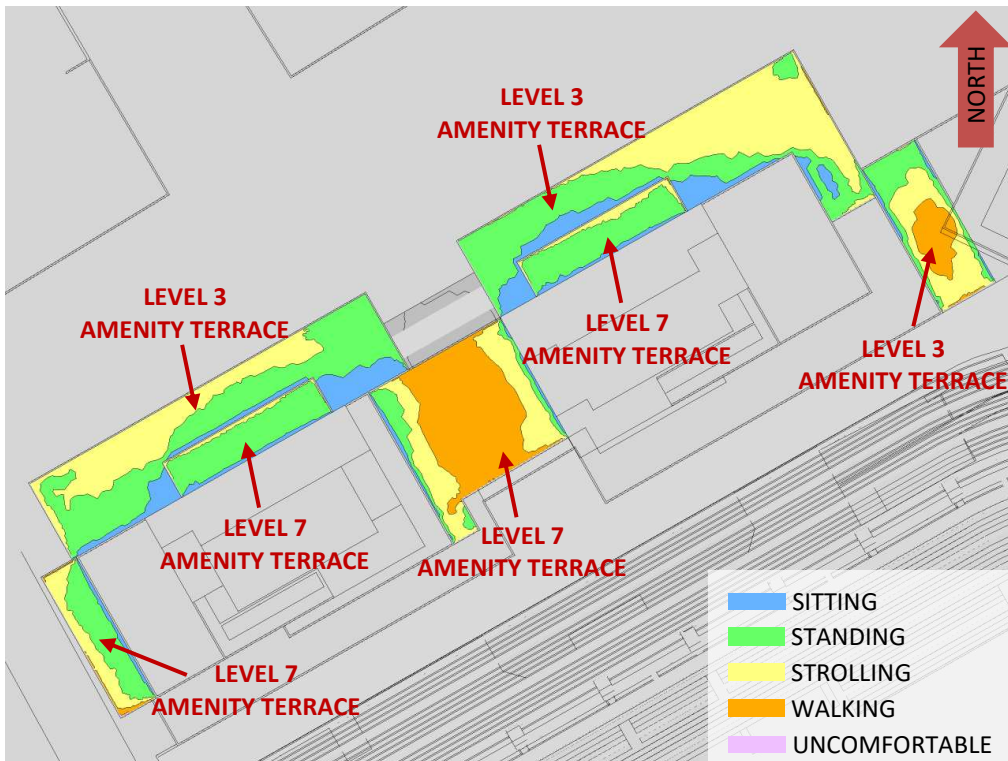 NORTH
LEVEL 3
AMENITY TERRACE
LEVEL 3
AMENITY TERRACE
LEVEL 7
AMENITY TERRACE
LEVEL 3
AMENITY TERRACE
LEVEL 7
AMENITY TERRACE
LEVEL 7
AMENITY TERRACE
LEVEL 7
AMENITY TERRACE
SITTING
STANDING
STROLLING
WALKING
UNCOMFORTABLE